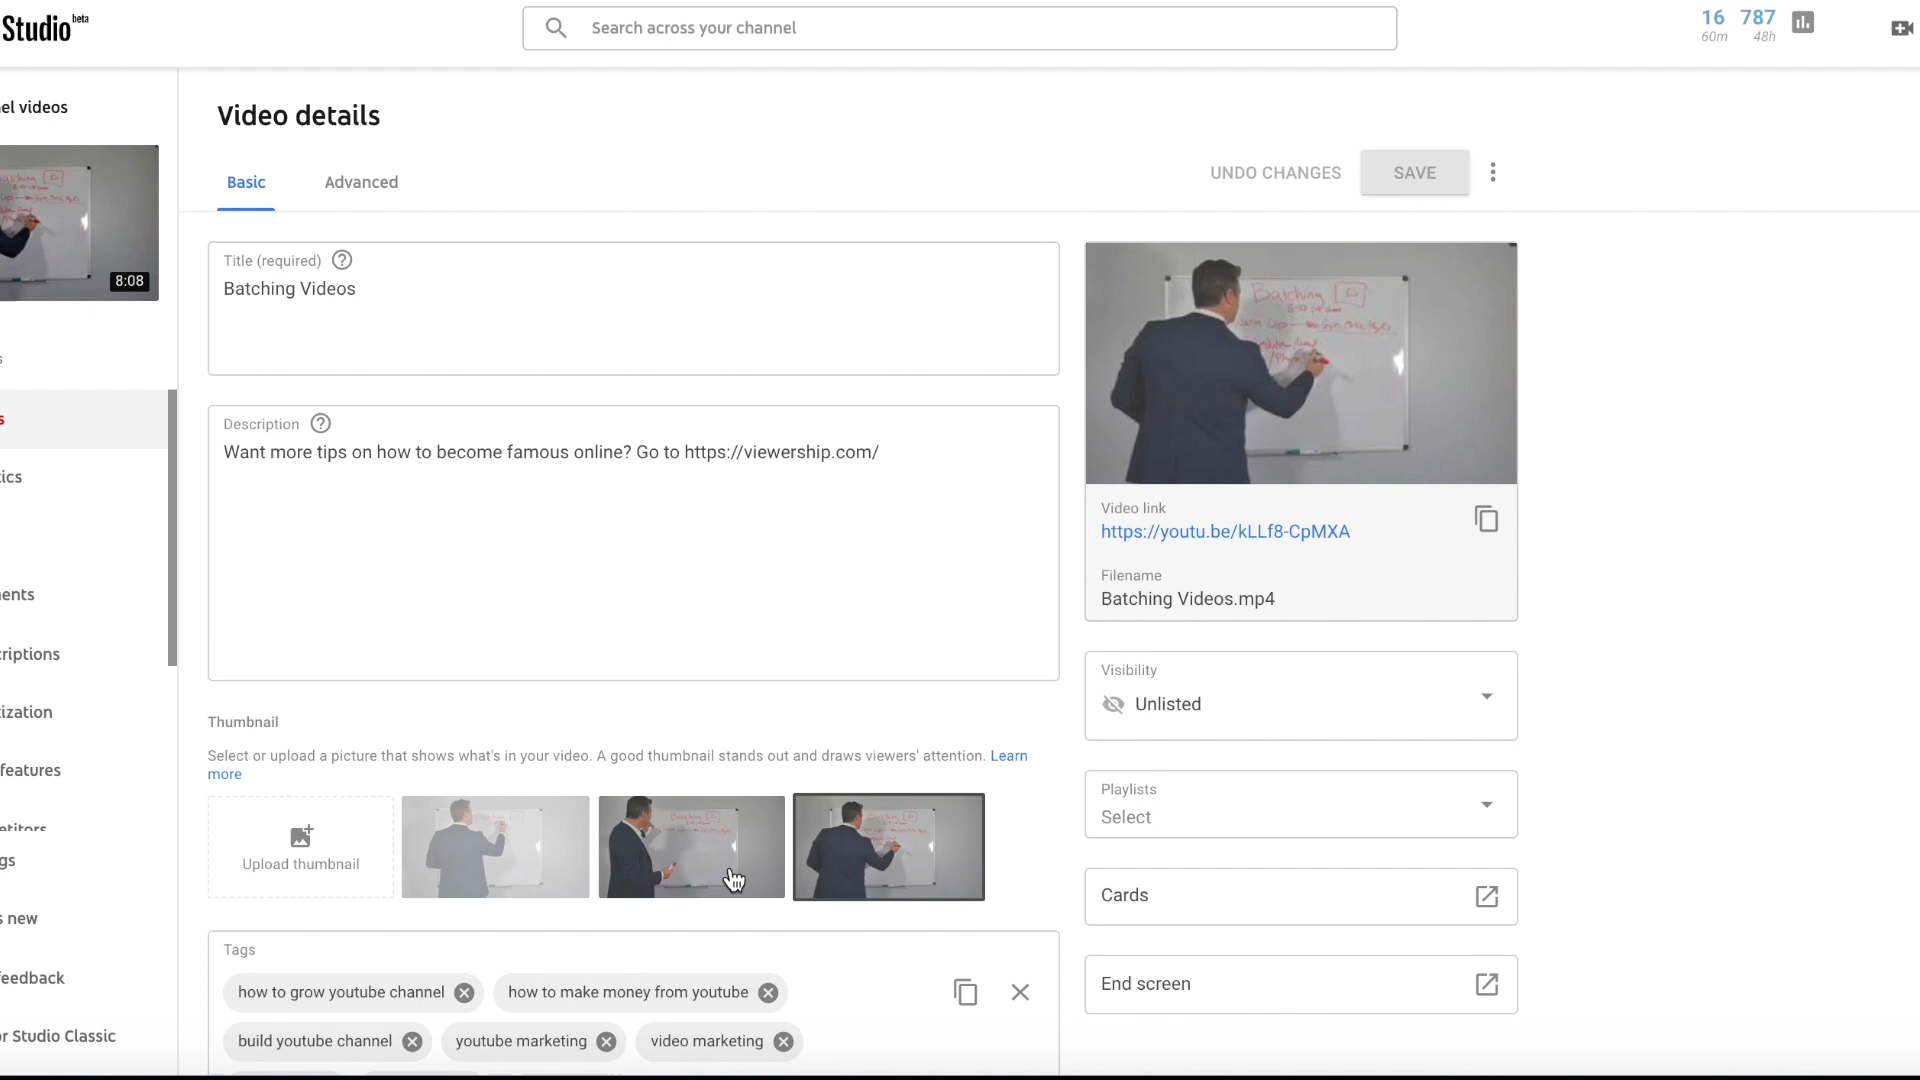 Studio beta
Search across your channel
16 787
60m 48h
el videos
8:08
Video details
Basic
Advanced
UNDO CHANGES
SAVE
Title (required)
Batching Videos
Description
Want more tips on how to become famous online? Go to https://viewership.com/
Batching
Video link
https://youtu.be/kLLf8-CpMXA
Filename
Batching Videos.mp4
Visibility
Unlisted
Playlists
Select
Cards
End screen
Thumbnail
Select or upload a picture that shows what's in your video. A good thumbnail stands out and draws viewers' attention. Learn
more
Upload thumbnail
Tags
how to grow youtube channel
how to make money from youtube
build youtube channel
youtube marketing
video marketing
s
s
ics
ents
criptions
ization
features
etitors
gs
s new
feedback
or Studio Classic